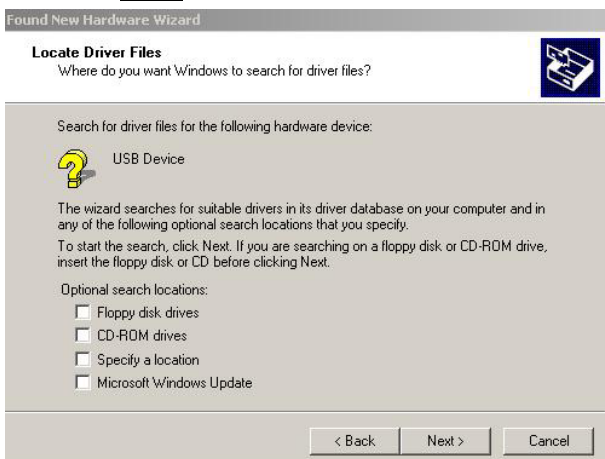 Found New Hardware Wizard
Locate Driver Files
Where do you want Windows to search for driver files?
Search for driver files for the following hardware device:
USB Device
The wizard searches for suitable drivers in its driver database on your computer and in
any of the following optional search locations that you specify.
To start the search, click Next. If you are searching on a floppy disk or CD-ROM drive,
insert the floppy disk or CD before clicking Next.
Optional search locations:
Floppy disk drives
CD-ROM drives
Specify a location
Microsoft Windows Update
< Back Next > Cancel